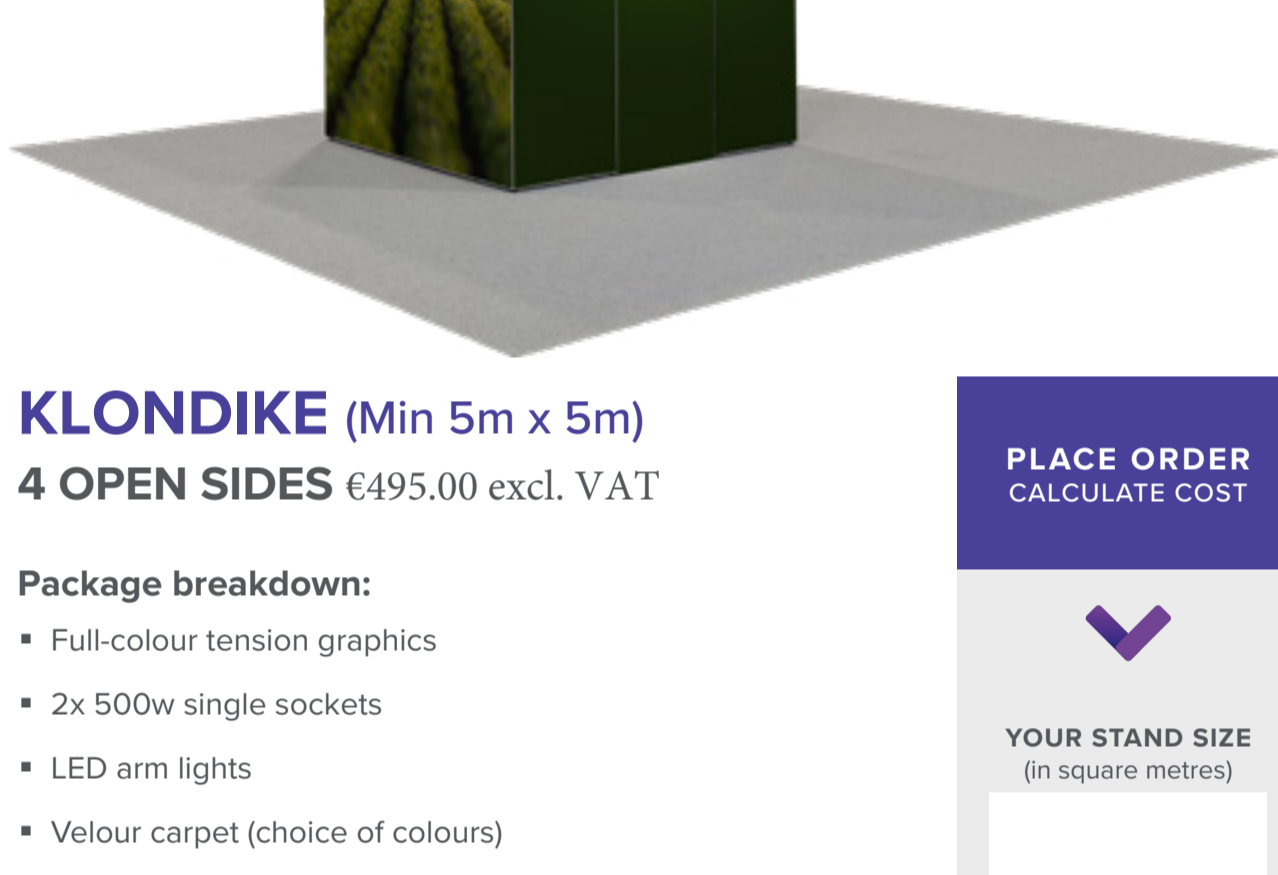 KLONDIKE (Min 5m x 5m)
4 OPEN SIDES €495.00 excl. VAT
Package breakdown:
▪ Full-colour tension graphics
▪ 2x 500w single sockets
▪ LED arm lights
▪ Velour carpet (choice of colours)
PLACE ORDER
CALCULATE COST
YOUR STAND SIZE
(in square metres)